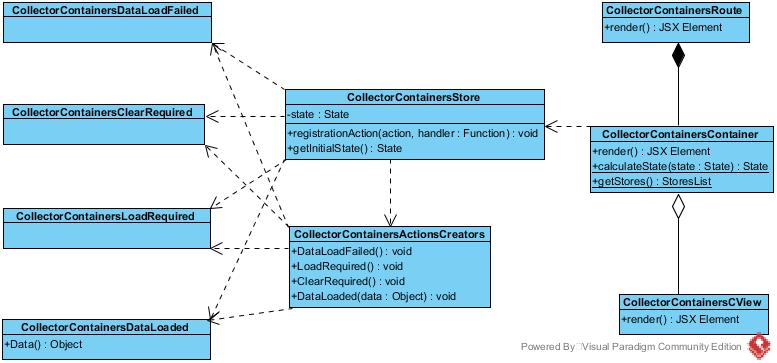 CollectorContainersDataLoadFailed
CollectorContainersRoute
+render() : JSX Element
CollectorContainersStore
-state : State
+registrationAction(action, handler : Function) : void
+getInitialState() : State
CollectorContainersClearRequired
CollectorContainersContainer
+render() : JSX Element
+calculateState(state : State) : State
+getStores() : StoresList
CollectorContainersLoadRequired
CollectorContainersActionsCreators
+DataLoadFailed() : void
+LoadRequired() : void
+ClearRequired() : void
+DataLoaded(data : Object) : void
CollectorContainersDataLoaded
+Data() : Object
CollectorContainersCView
+render() : JSX Element
Powered By Visual Paradigm Community Edition